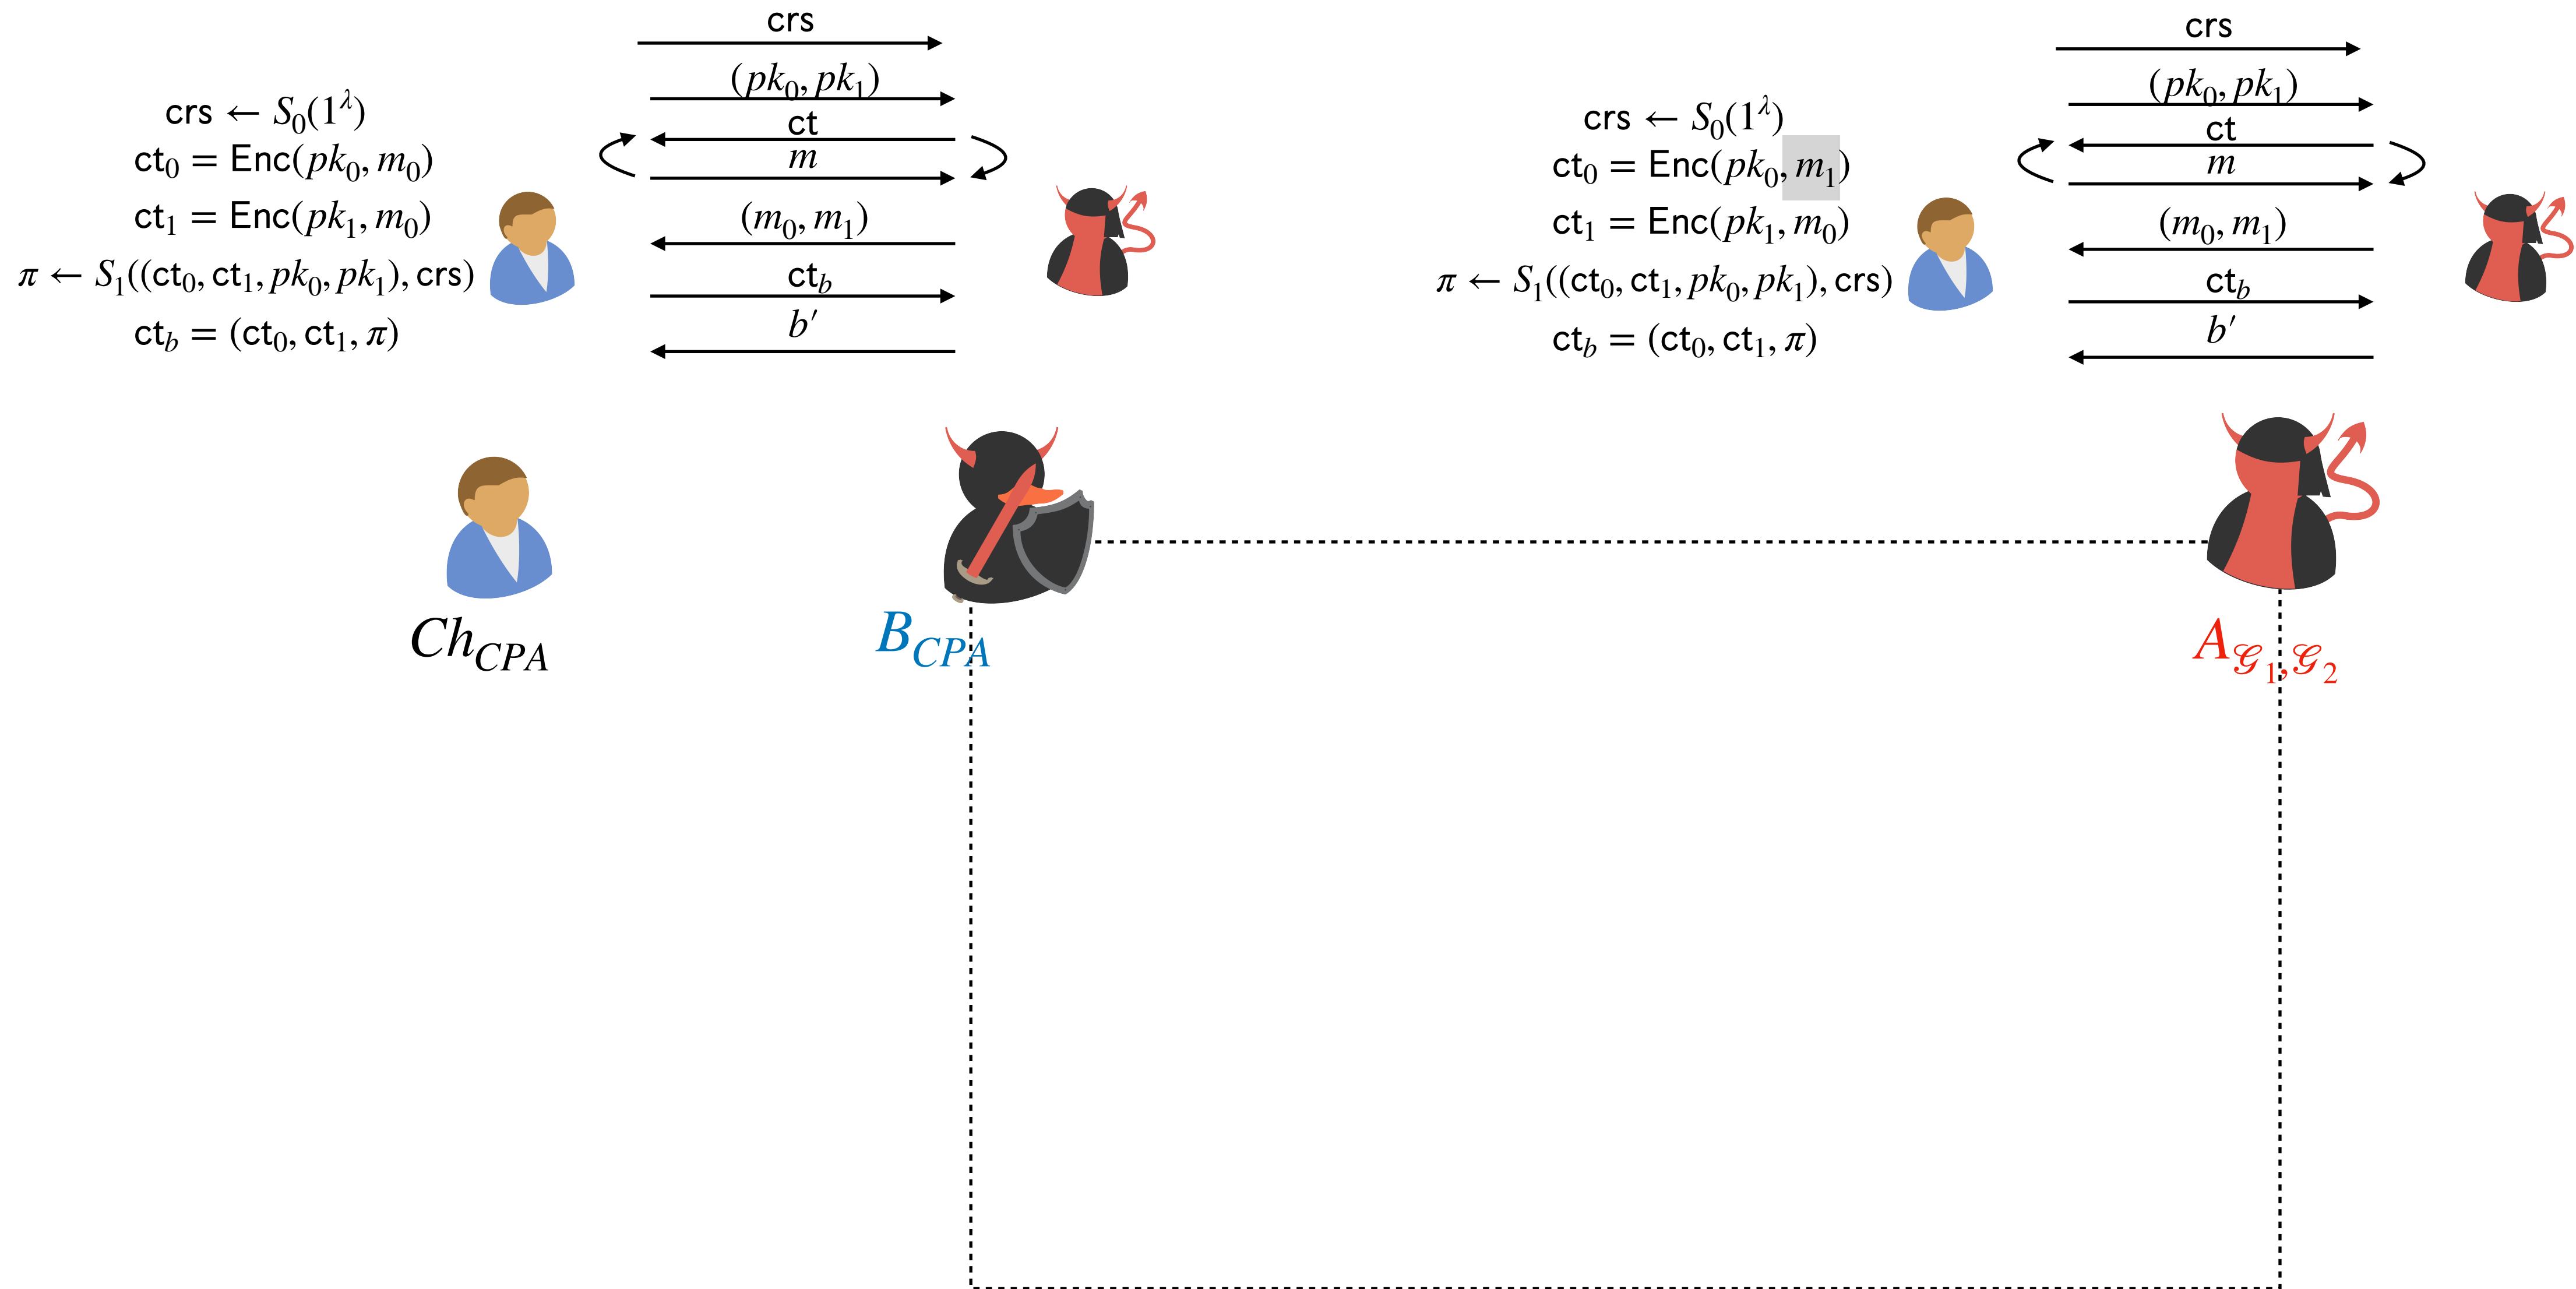 crs
(pk₀, pk₁)
crs ← S₀(1^λ)
ct
ct₀ = Enc(pk₀, m₀)
m
ct₁ = Enc(pk₁, m₀)
(m₀, m₁)
π ← S₁((ct₀, ct₁, pk₀, pk₁), crs)
ct_b
ct_b = (ct₀, ct₁, π)
b′
crs
(pk₀, pk₁)
crs ← S₀(1^λ)
ct
ct₀ = Enc(pk₀, m₁)
m
ct₁ = Enc(pk₁, m₀)
(m₀, m₁)
π ← S₁((ct₀, ct₁, pk₀, pk₁), crs)
ct_b
ct_b = (ct₀, ct₁, π)
b′
Ch_CPA
B_CPA
A_𝒢₁,𝒢₂